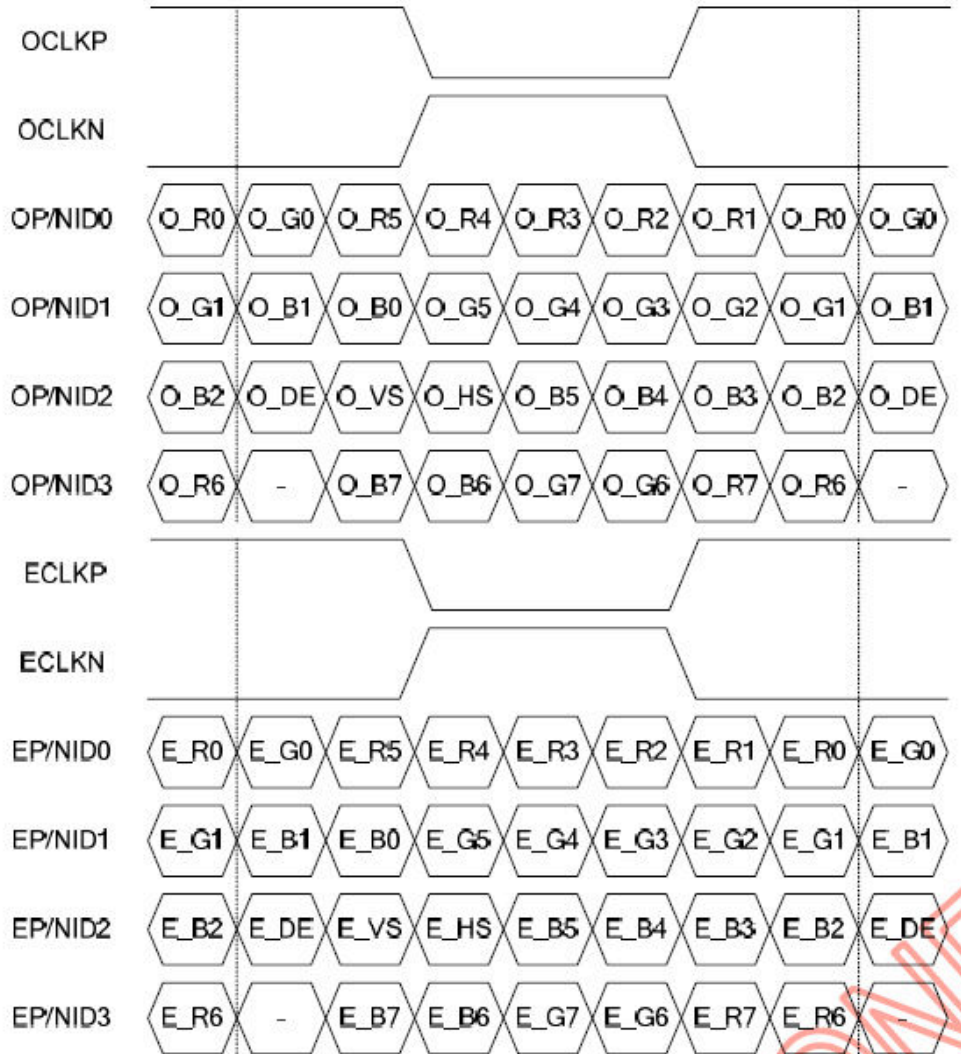 OCLKP
OCLKN
OP/NID0 O_R0 O_G0 O_R5 O_R4 O_R3 O_R2 O_R1 O_R0 O_G0
OP/NID1 O_G1 O_B1 O_B0 O_G5 O_G4 O_G3 O_G2 O_G1 O_B1
OP/NID2 O_B2 O_DE O_VS O_HS O_B5 O_B4 O_B3 O_B2 O_DE
OP/NID3 O_R6 - O_B7 O_B6 O_G7 O_G6 O_R7 O_R6 -
ECLKP
ECLKN
EP/NID0 E_R0 E_G0 E_R5 E_R4 E_R3 E_R2 E_R1 E_R0 E_G0
EP/NID1 E_G1 E_B1 E_B0 E_G5 E_G4 E_G3 E_G2 E_G1 E_B1
EP/NID2 E_B2 E_DE E_VS E_HS E_B5 E_B4 E_B3 E_B2 E_DE
EP/NID3 E_R6 - E_B7 E_B6 E_G7 E_G6 E_R7 E_R6 -